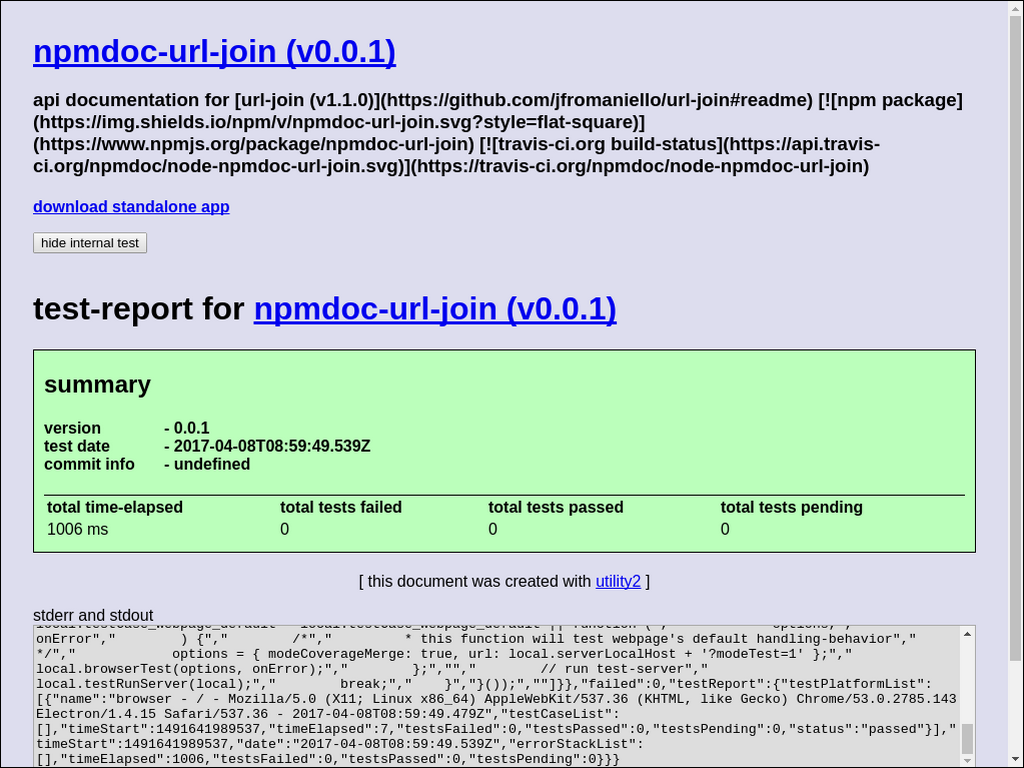 npmdoc-url-join (v0.0.1)
api documentation for [url-join (v1.1.0)](https://github.com/jfromaniello/url-join#readme) [![npm package]
(https://img.shields.io/npm/v/npmdoc-url-join.svg?style=flat-square)]
(https://www.npmjs.org/package/npmdoc-url-join) [![travis-ci.org build-status](https://api.travis-
ci.org/npmdoc/node-npmdoc-url-join.svg)](https://travis-ci.org/npmdoc/node-npmdoc-url-join)
download standalone app
hide internal test
test-report for npmdoc-url-join (v0.0.1)
summary
version - 0.0.1
test date - 2017-04-08T08:59:49.539Z
commit info - undefined
total time-elapsed total tests failed total tests passed total tests pending
1006 ms 0 0 0
[ this document was created with utility2 ]
stderr and stdout
local.testCase_webpage_default = local.testCase_webpage_default || function (","            options,","
onError","        ) {","        /*","         * this function will test webpage's default handling-behavior","
*/","            options = { modeCoverageMerge: true, url: local.serverLocalHost + '?modeTest=1' };","
local.browserTest(options, onError);","        };","","        // run test-server","
local.testRunServer(local);","        break;","    }","}());",""]}},"failed":0,"testReport":{"testPlatformList":
[{"name":"browser - / - Mozilla/5.0 (X11; Linux x86_64) AppleWebKit/537.36 (KHTML, like Gecko) Chrome/53.0.2785.143
Electron/1.4.15 Safari/537.36 - 2017-04-08T08:59:49.479Z","testCaseList":
[],"timeStart":1491641989537,"timeElapsed":7,"testsFailed":0,"testsPassed":0,"testsPending":0,"status":"passed"}],"
timeStart":1491641989537,"date":"2017-04-08T08:59:49.539Z","errorStackList":
[],"timeElapsed":1006,"testsFailed":0,"testsPassed":0,"testsPending":0}}}